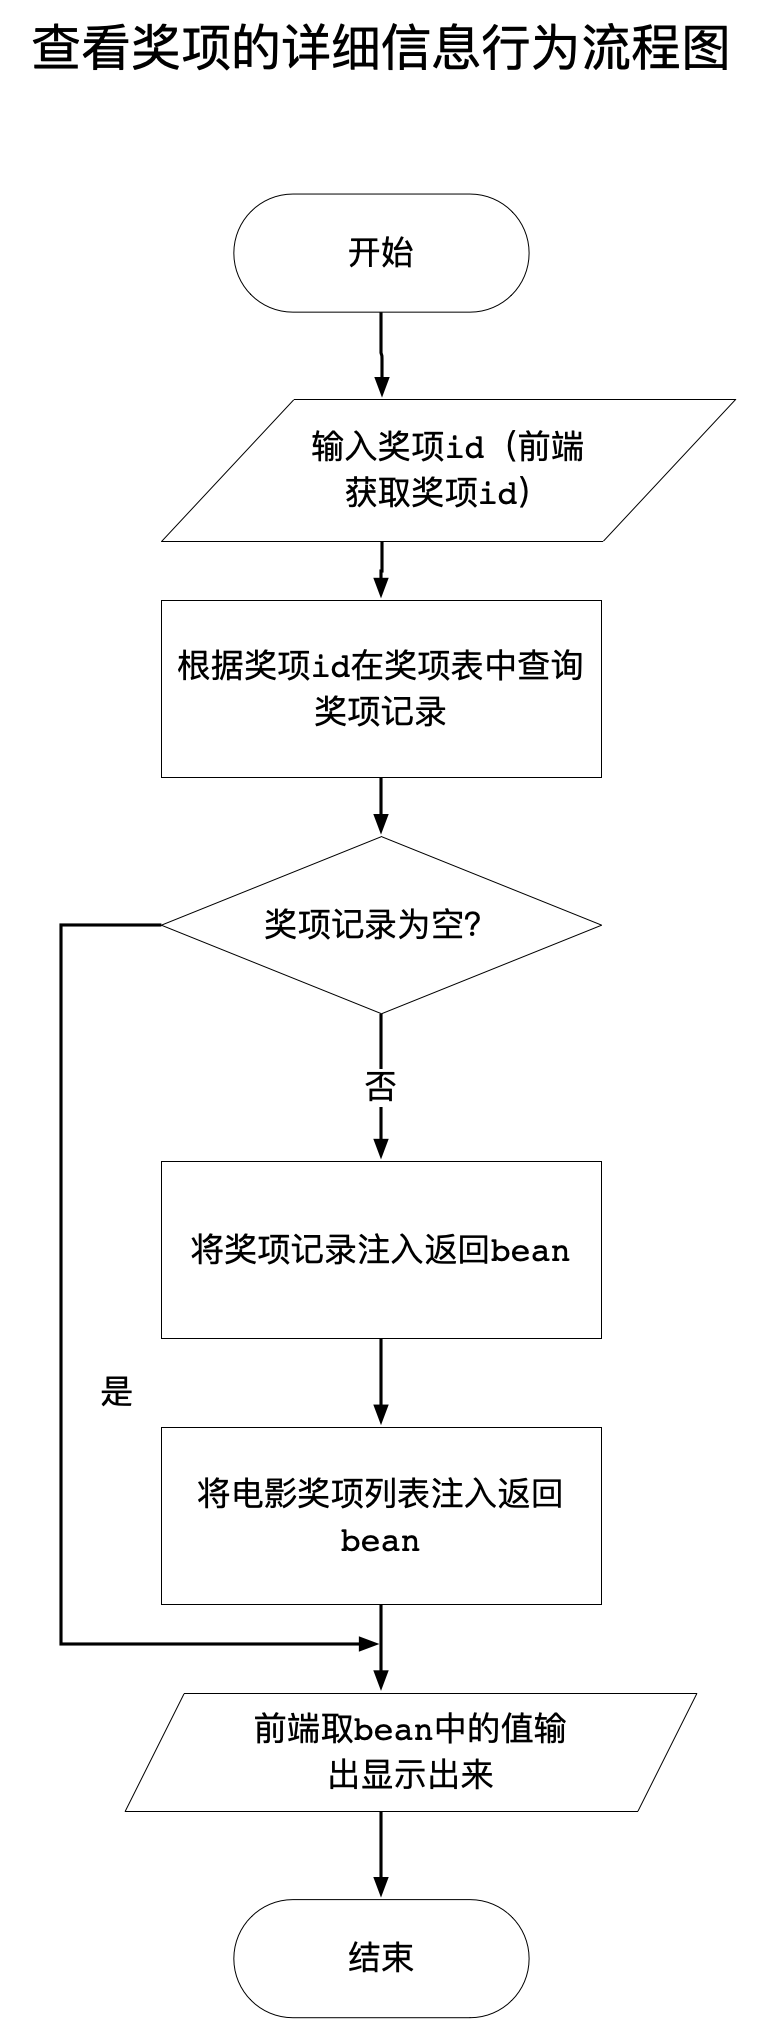 查看奖项的详细信息行为流程图
开始
输入奖项id（前端
获取奖项id）
根据奖项id在奖项表中查询
奖项记录
奖项记录为空？
否
将奖项记录注入返回bean
是
将电影奖项列表注入返回
bean
前端取bean中的值输
出显示出来
结束